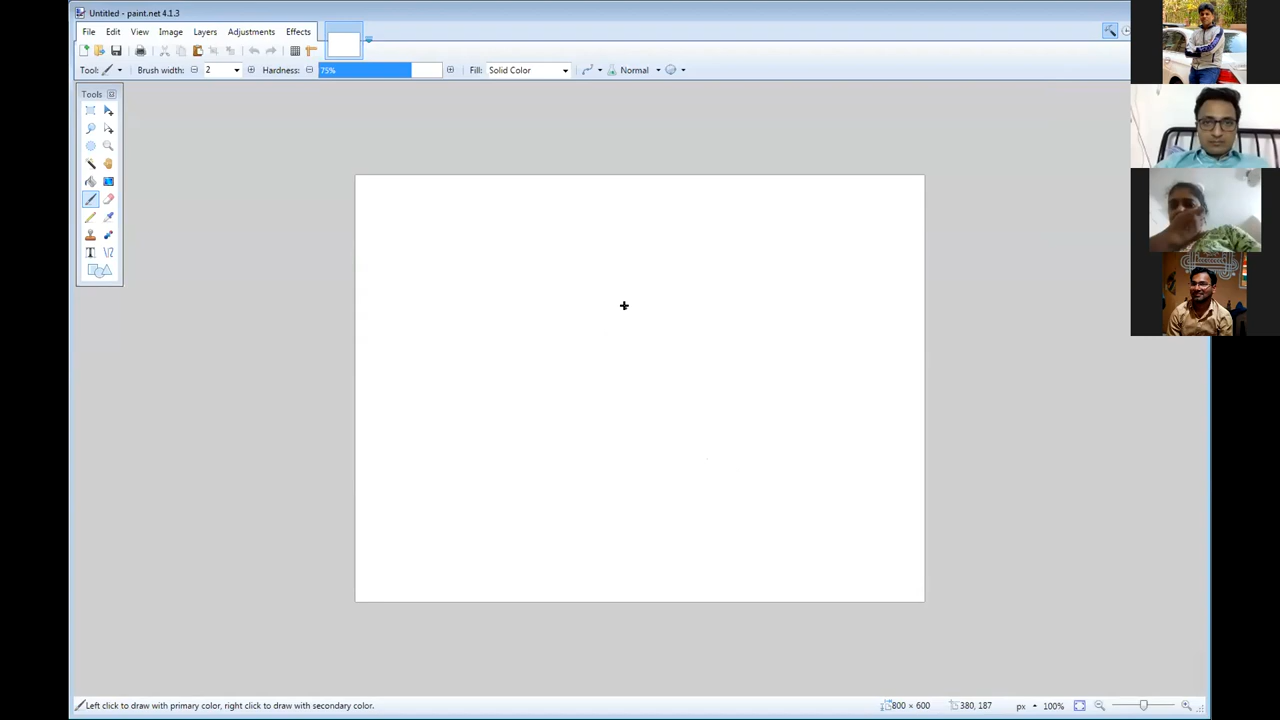 Untitled - paint.net 4.1.3
File Edit View Image Layers Adjustments Effects
Tool: Brush width: 2 Hardness: 75% Fill: Solid Color Normal
Tools
Left click to draw with primary color, right click to draw with secondary color. 800 × 600 380, 187 px 100%